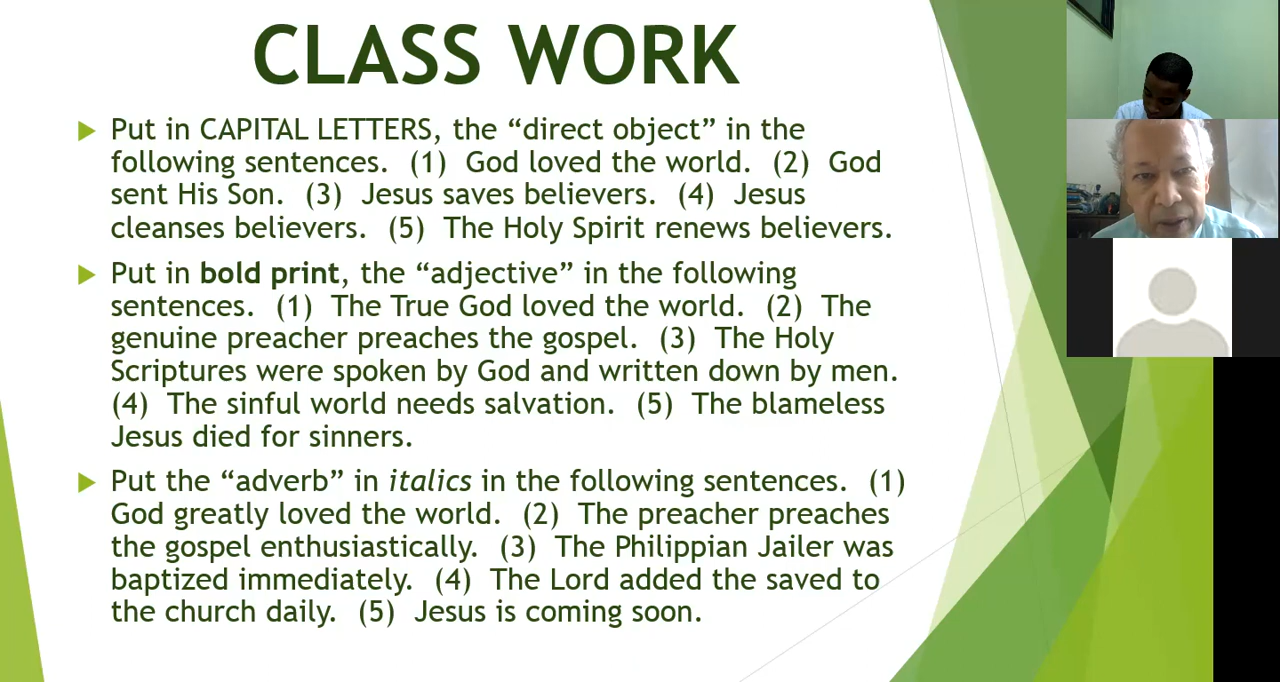 CLASS WORK
Put in CAPITAL LETTERS, the “direct object” in the
following sentences. (1) God loved the world. (2) God
sent His Son. (3) Jesus saves believers. (4) Jesus
cleanses believers. (5) The Holy Spirit renews believers.
Put in bold print, the “adjective” in the following
sentences. (1) The True God loved the world. (2) The
genuine preacher preaches the gospel. (3) The Holy
Scriptures were spoken by God and written down by men.
(4) The sinful world needs salvation. (5) The blameless
Jesus died for sinners.
Put the “adverb” in italics in the following sentences. (1)
God greatly loved the world. (2) The preacher preaches
the gospel enthusiastically. (3) The Philippian Jailer was
baptized immediately. (4) The Lord added the saved to
the church daily. (5) Jesus is coming soon.